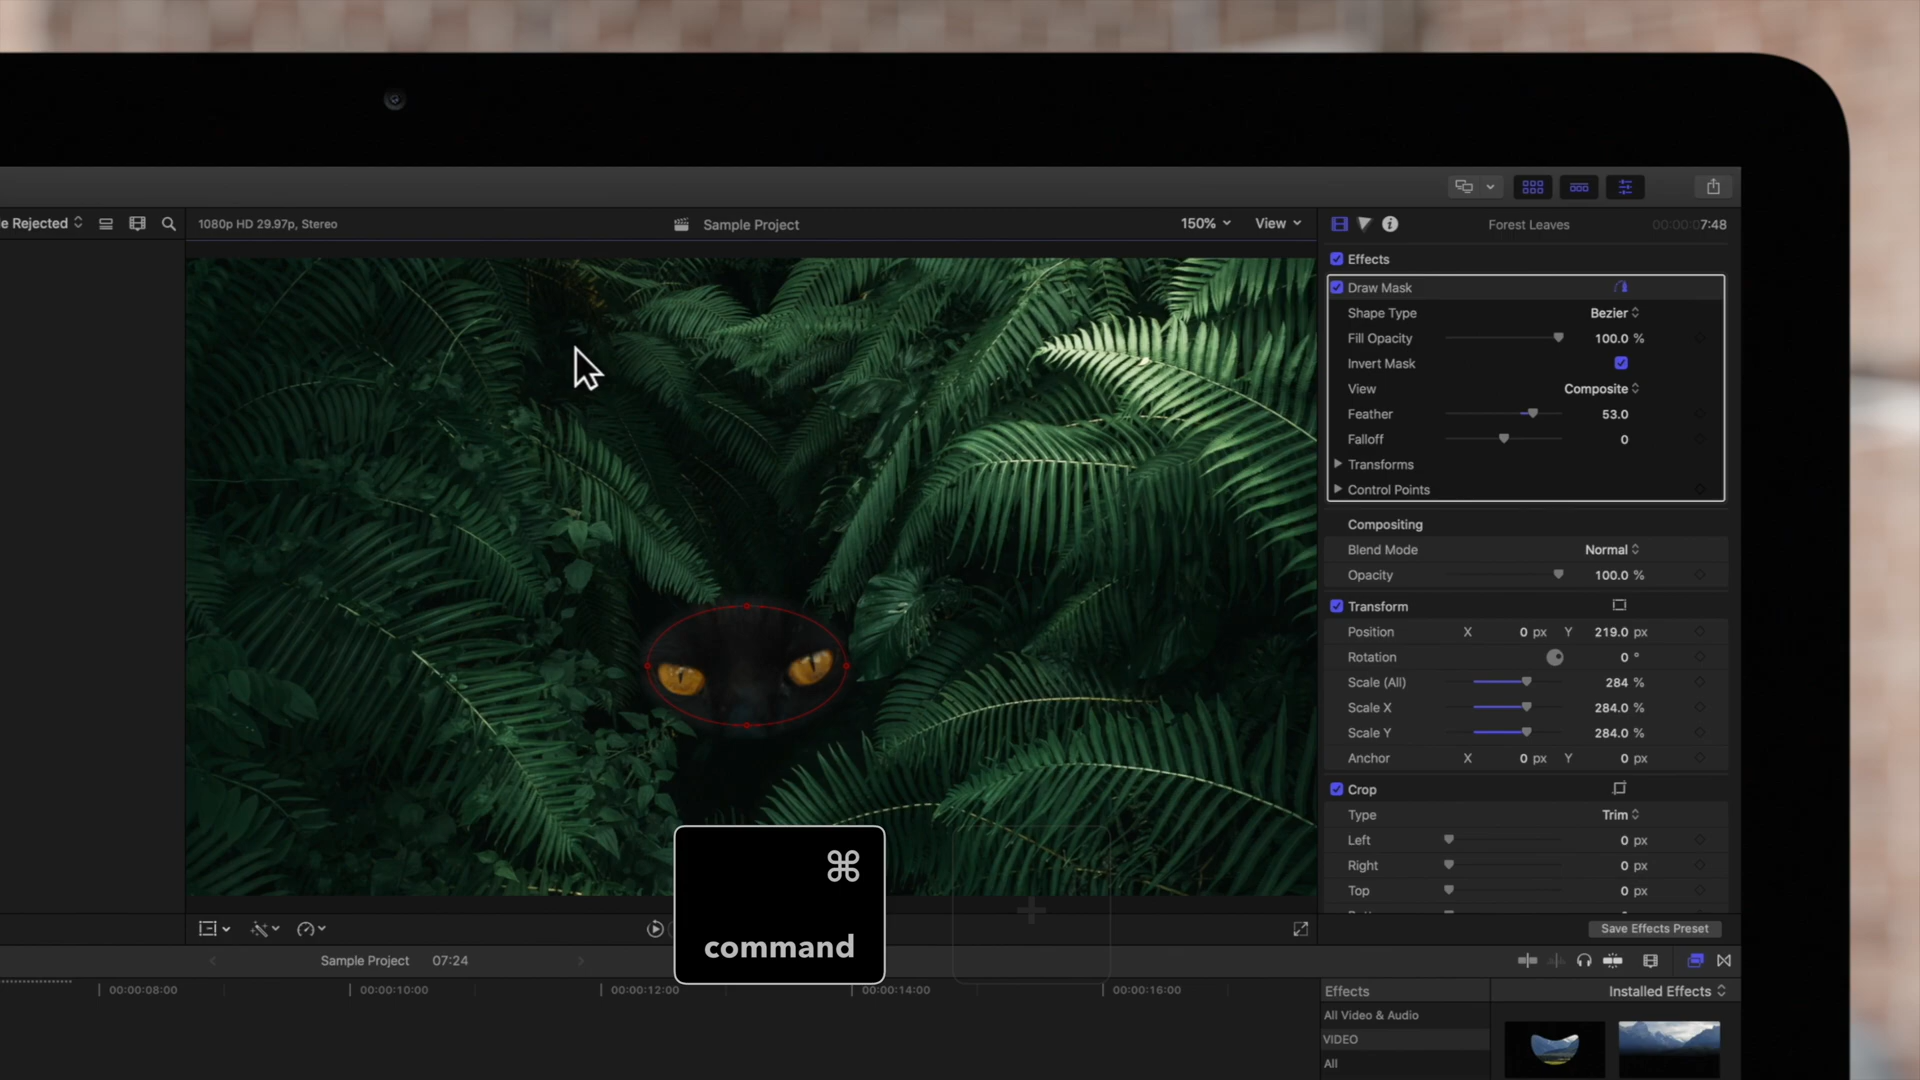 e Rejected
1080p HD 29.97p, Stereo
Sample Project
150%
View
Forest Leaves
00:00:07:48
Effects
Draw Mask
Shape Type Bezier
Fill Opacity 100.0 %
Invert Mask
View Composite
Feather 53.0
Falloff 0
Transforms
Control Points
Compositing
Blend Mode Normal
Opacity 100.0 %
Transform
Position X 0 px Y 219.0 px
Rotation 0 °
Scale (All) 284 %
Scale X 284.0 %
Scale Y 284.0 %
Anchor X 0 px Y 0 px
Crop
Type Trim
Left 0 px
Right 0 px
Top 0 px
Save Effects Preset
⌘
command
+
Sample Project 07:24
00:00:08:00 00:00:10:00 00:00:12:00 00:00:14:00 00:00:16:00
Effects Installed Effects
All Video & Audio
VIDEO
All